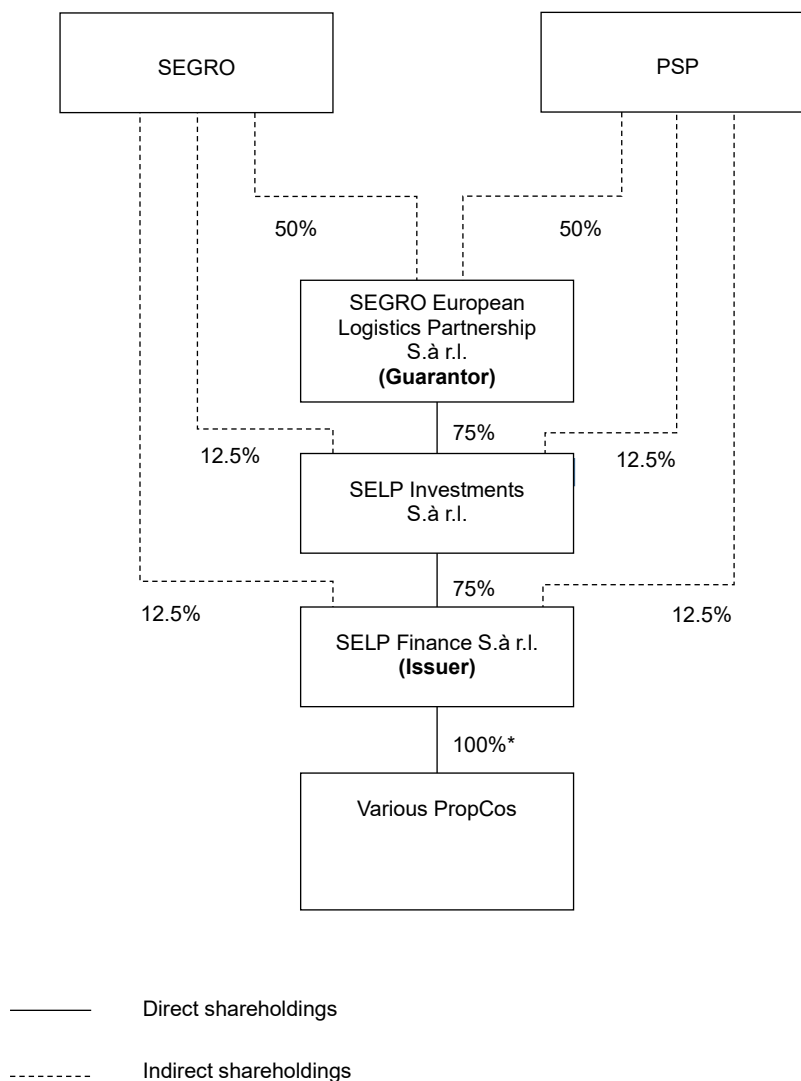 SEGRO
PSP
50%
50%
SEGRO European
Logistics Partnership
S.à r.l.
(Guarantor)
75%
12.5%
12.5%
SELP Investments
S.à r.l.
75%
12.5%
12.5%
SELP Finance S.à r.l.
(Issuer)
100%*
Various PropCos
Direct shareholdings
Indirect shareholdings